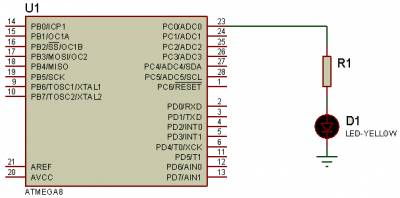 U1
14 PB0/ICP1 PC0/ADC0 23
15 PB1/OC1A PC1/ADC1 24
16 PB2/SS/OC1B PC2/ADC2 25
17 PB3/MOSI/OC2 PC3/ADC3 26
18 PB4/MISO PC4/ADC4/SDA 27
19 PB5/SCK PC5/ADC5/SCL 28
9 PB6/TOSC1/XTAL1 PC6/RESET 1
10 PB7/TOSC2/XTAL2
PD0/RXD 2
PD1/TXD 3
PD2/INT0 4
PD3/INT1 5
PD4/T0/XCK 6
PD5/T1 11
21 AREF PD6/AIN0 12
20 AVCC PD7/AIN1 13
ATMEGA8
R1
D1
LED-YELLOW